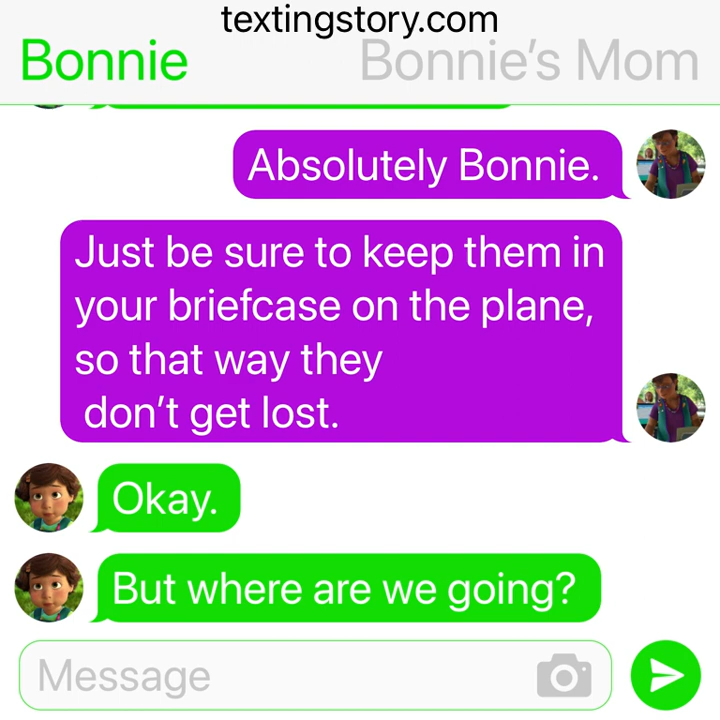 textingstory.com
Bonnie
Bonnie's Mom
Absolutely Bonnie.
Just be sure to keep them in
your briefcase on the plane,
so that way they
don't get lost.
Okay.
But where are we going?
Message